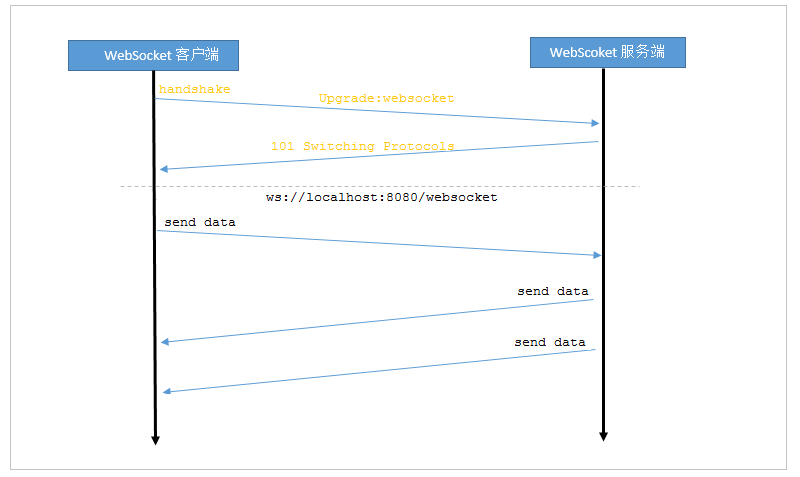 WebSocket 客户端
WebScoket 服务端
handshake
Upgrade:websocket
101 Switching Protocols
ws://localhost:8080/websocket
send data
send data
send data